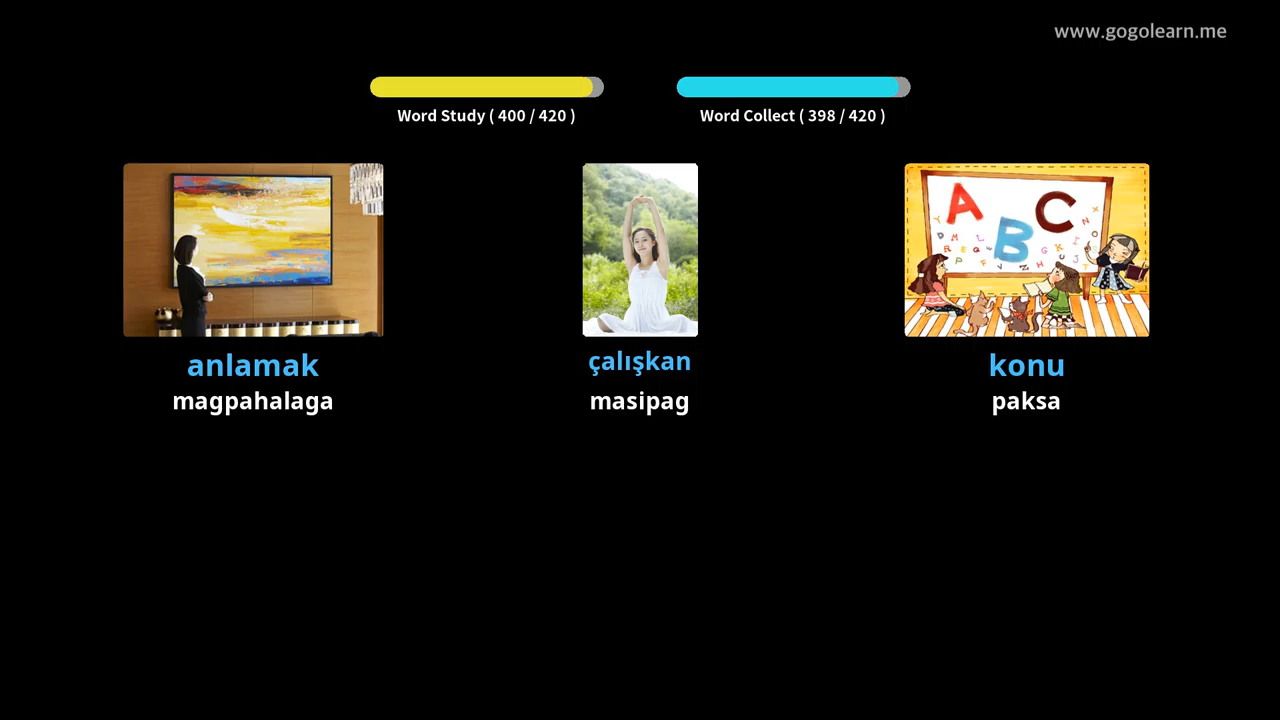 www.gogolearn.me
Word Study ( 400 / 420 )
Word Collect ( 398 / 420 )
A B C
anlamak
magpahalaga
çalışkan
masipag
konu
paksa